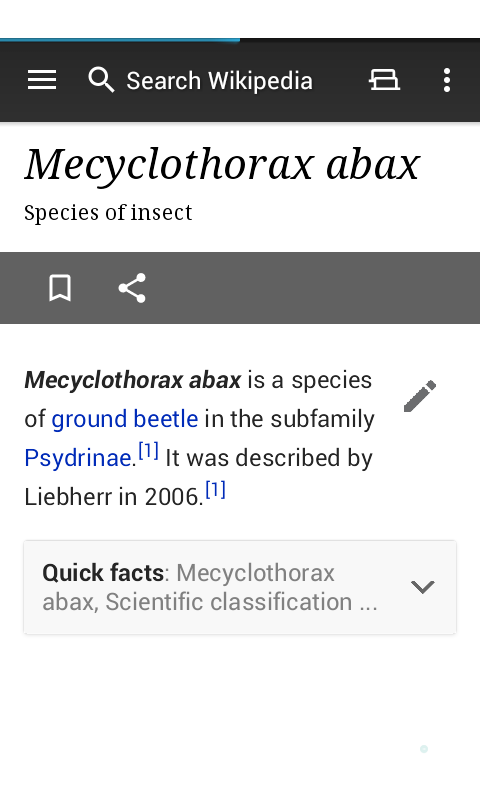 Search Wikipedia
Mecyclothorax abax
Species of insect
Mecyclothorax abax is a species
of ground beetle in the subfamily
Psydrinae.[1] It was described by
Liebherr in 2006.[1]
Quick facts: Mecyclothorax
abax, Scientific classification ...